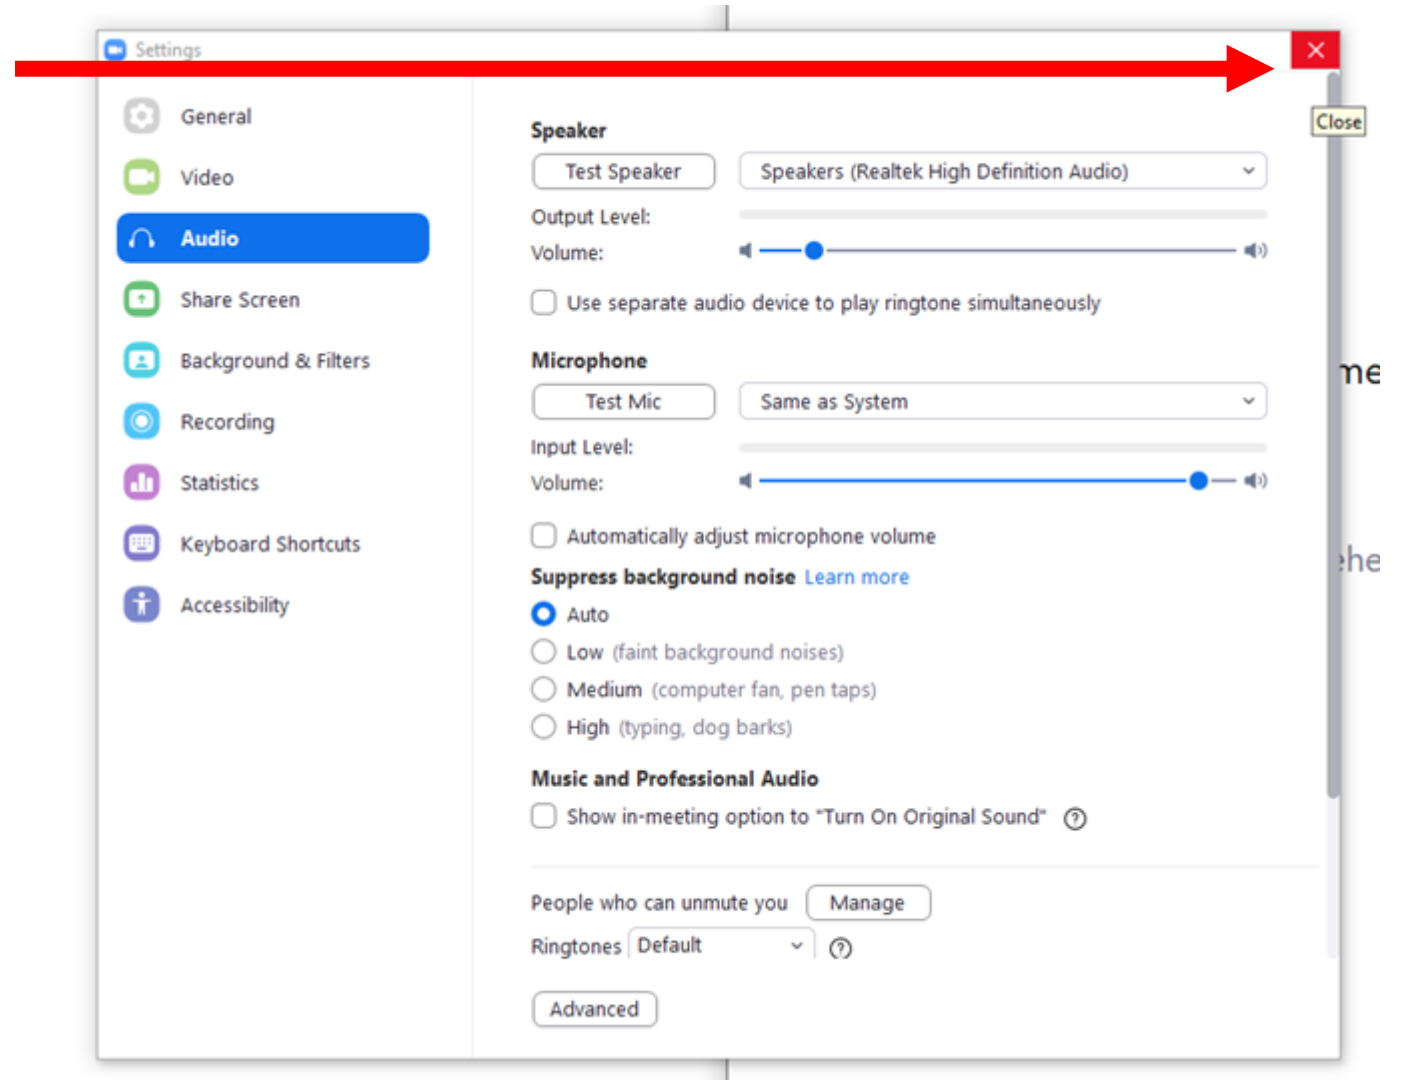 Settings
Close
General
Video
Audio
Share Screen
Background & Filters
Recording
Statistics
Keyboard Shortcuts
Accessibility
Speaker
Test Speaker Speakers (Realtek High Definition Audio)
Output Level:
Volume:
Use separate audio device to play ringtone simultaneously
Microphone
Test Mic Same as System
Input Level:
Volume:
Automatically adjust microphone volume
Suppress background noise Learn more
Auto
Low (faint background noises)
Medium (computer fan, pen taps)
High (typing, dog barks)
Music and Professional Audio
Show in-meeting option to "Turn On Original Sound" ?
People who can unmute you Manage
Ringtones Default ?
Advanced
me